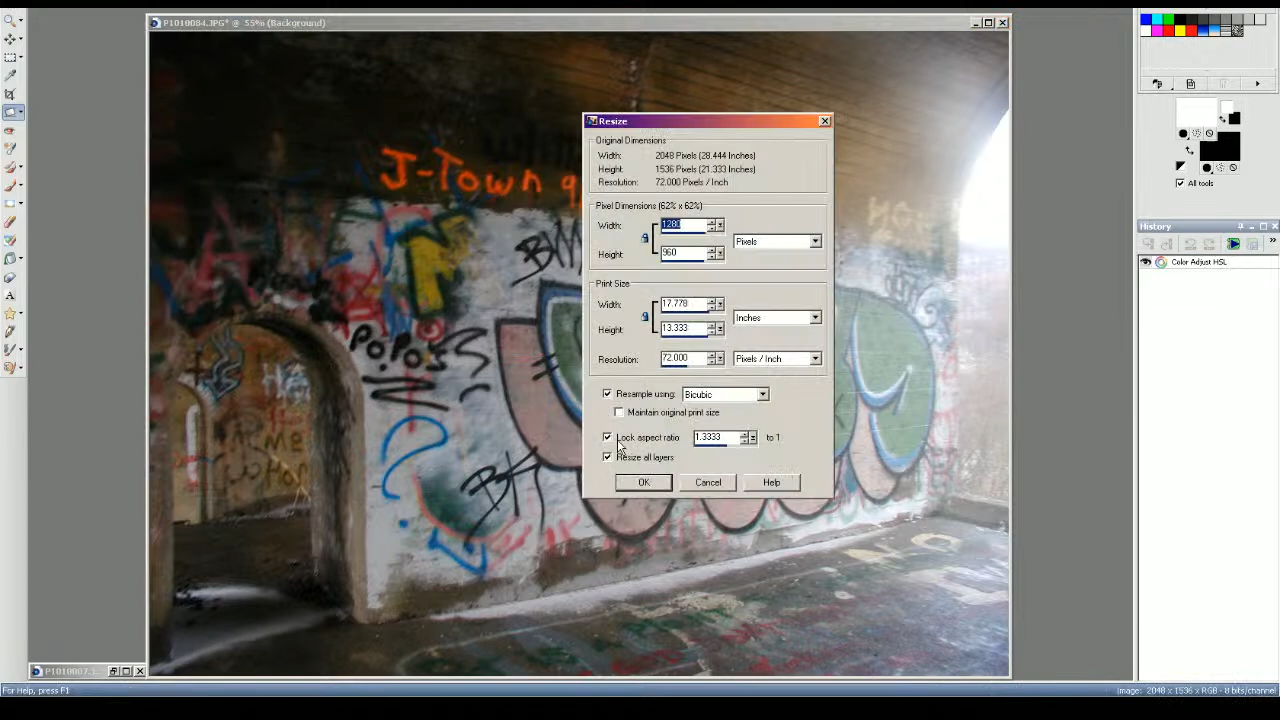 P1010084.JPG* @ 55% (Background)
J-Town
POPOS
Resize
Original Dimensions
Width: 2048 Pixels (28.444 Inches)
Height: 1536 Pixels (21.333 Inches)
Resolution: 72.000 Pixels / Inch
Pixel Dimensions (62% x 62%)
Width: 1280
Pixels
Height: 960
Print Size
Width: 17.778
Inches
Height: 13.333
Resolution: 72.000 Pixels / Inch
Resample using: Bicubic
Maintain original print size
Lock aspect ratio 1.3333 to 1
Resize all layers
OK Cancel Help
All tools
History
Color Adjust HSL
For Help, press F1
Image: 2048 x 1536 x RGB - 8 bits/channel